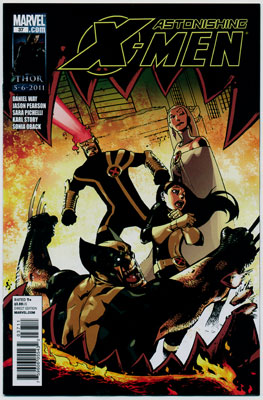 MARVEL
37
THOR
5·6·2011
ASTONISHING
X-MEN
DANIEL WAY
JASON PEARSON
SARA PICHELLI
KARL STORY
SONIA OBACK
RATED T+
DIRECT EDITION
MARVEL.COM